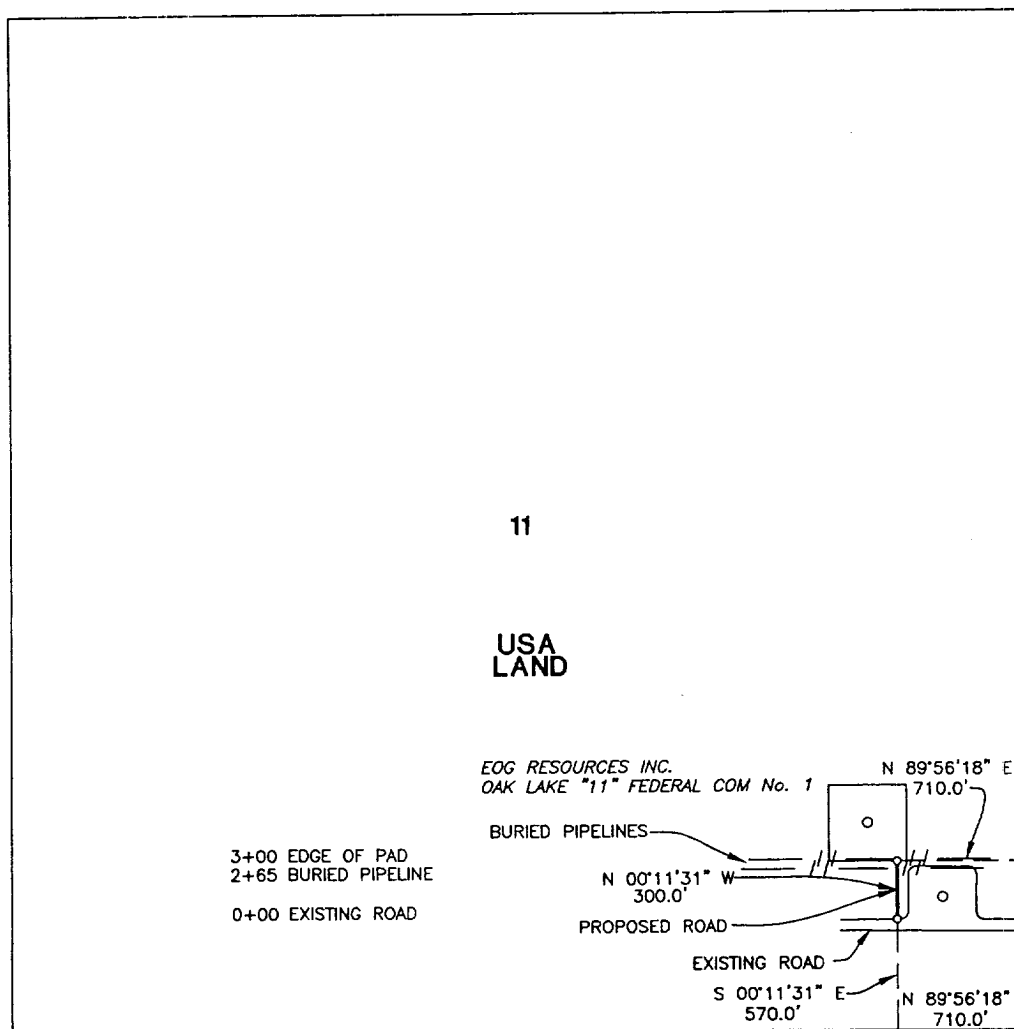 11
USA
LAND
EOG RESOURCES INC.
OAK LAKE "11" FEDERAL COM No. 1
N 89°56'18" E
710.0'
BURIED PIPELINES
3+00 EDGE OF PAD
2+65 BURIED PIPELINE
0+00 EXISTING ROAD
N 00°11'31" W
300.0'
PROPOSED ROAD
EXISTING ROAD
S 00°11'31" E
570.0'
N 89°56'18"
710.0'